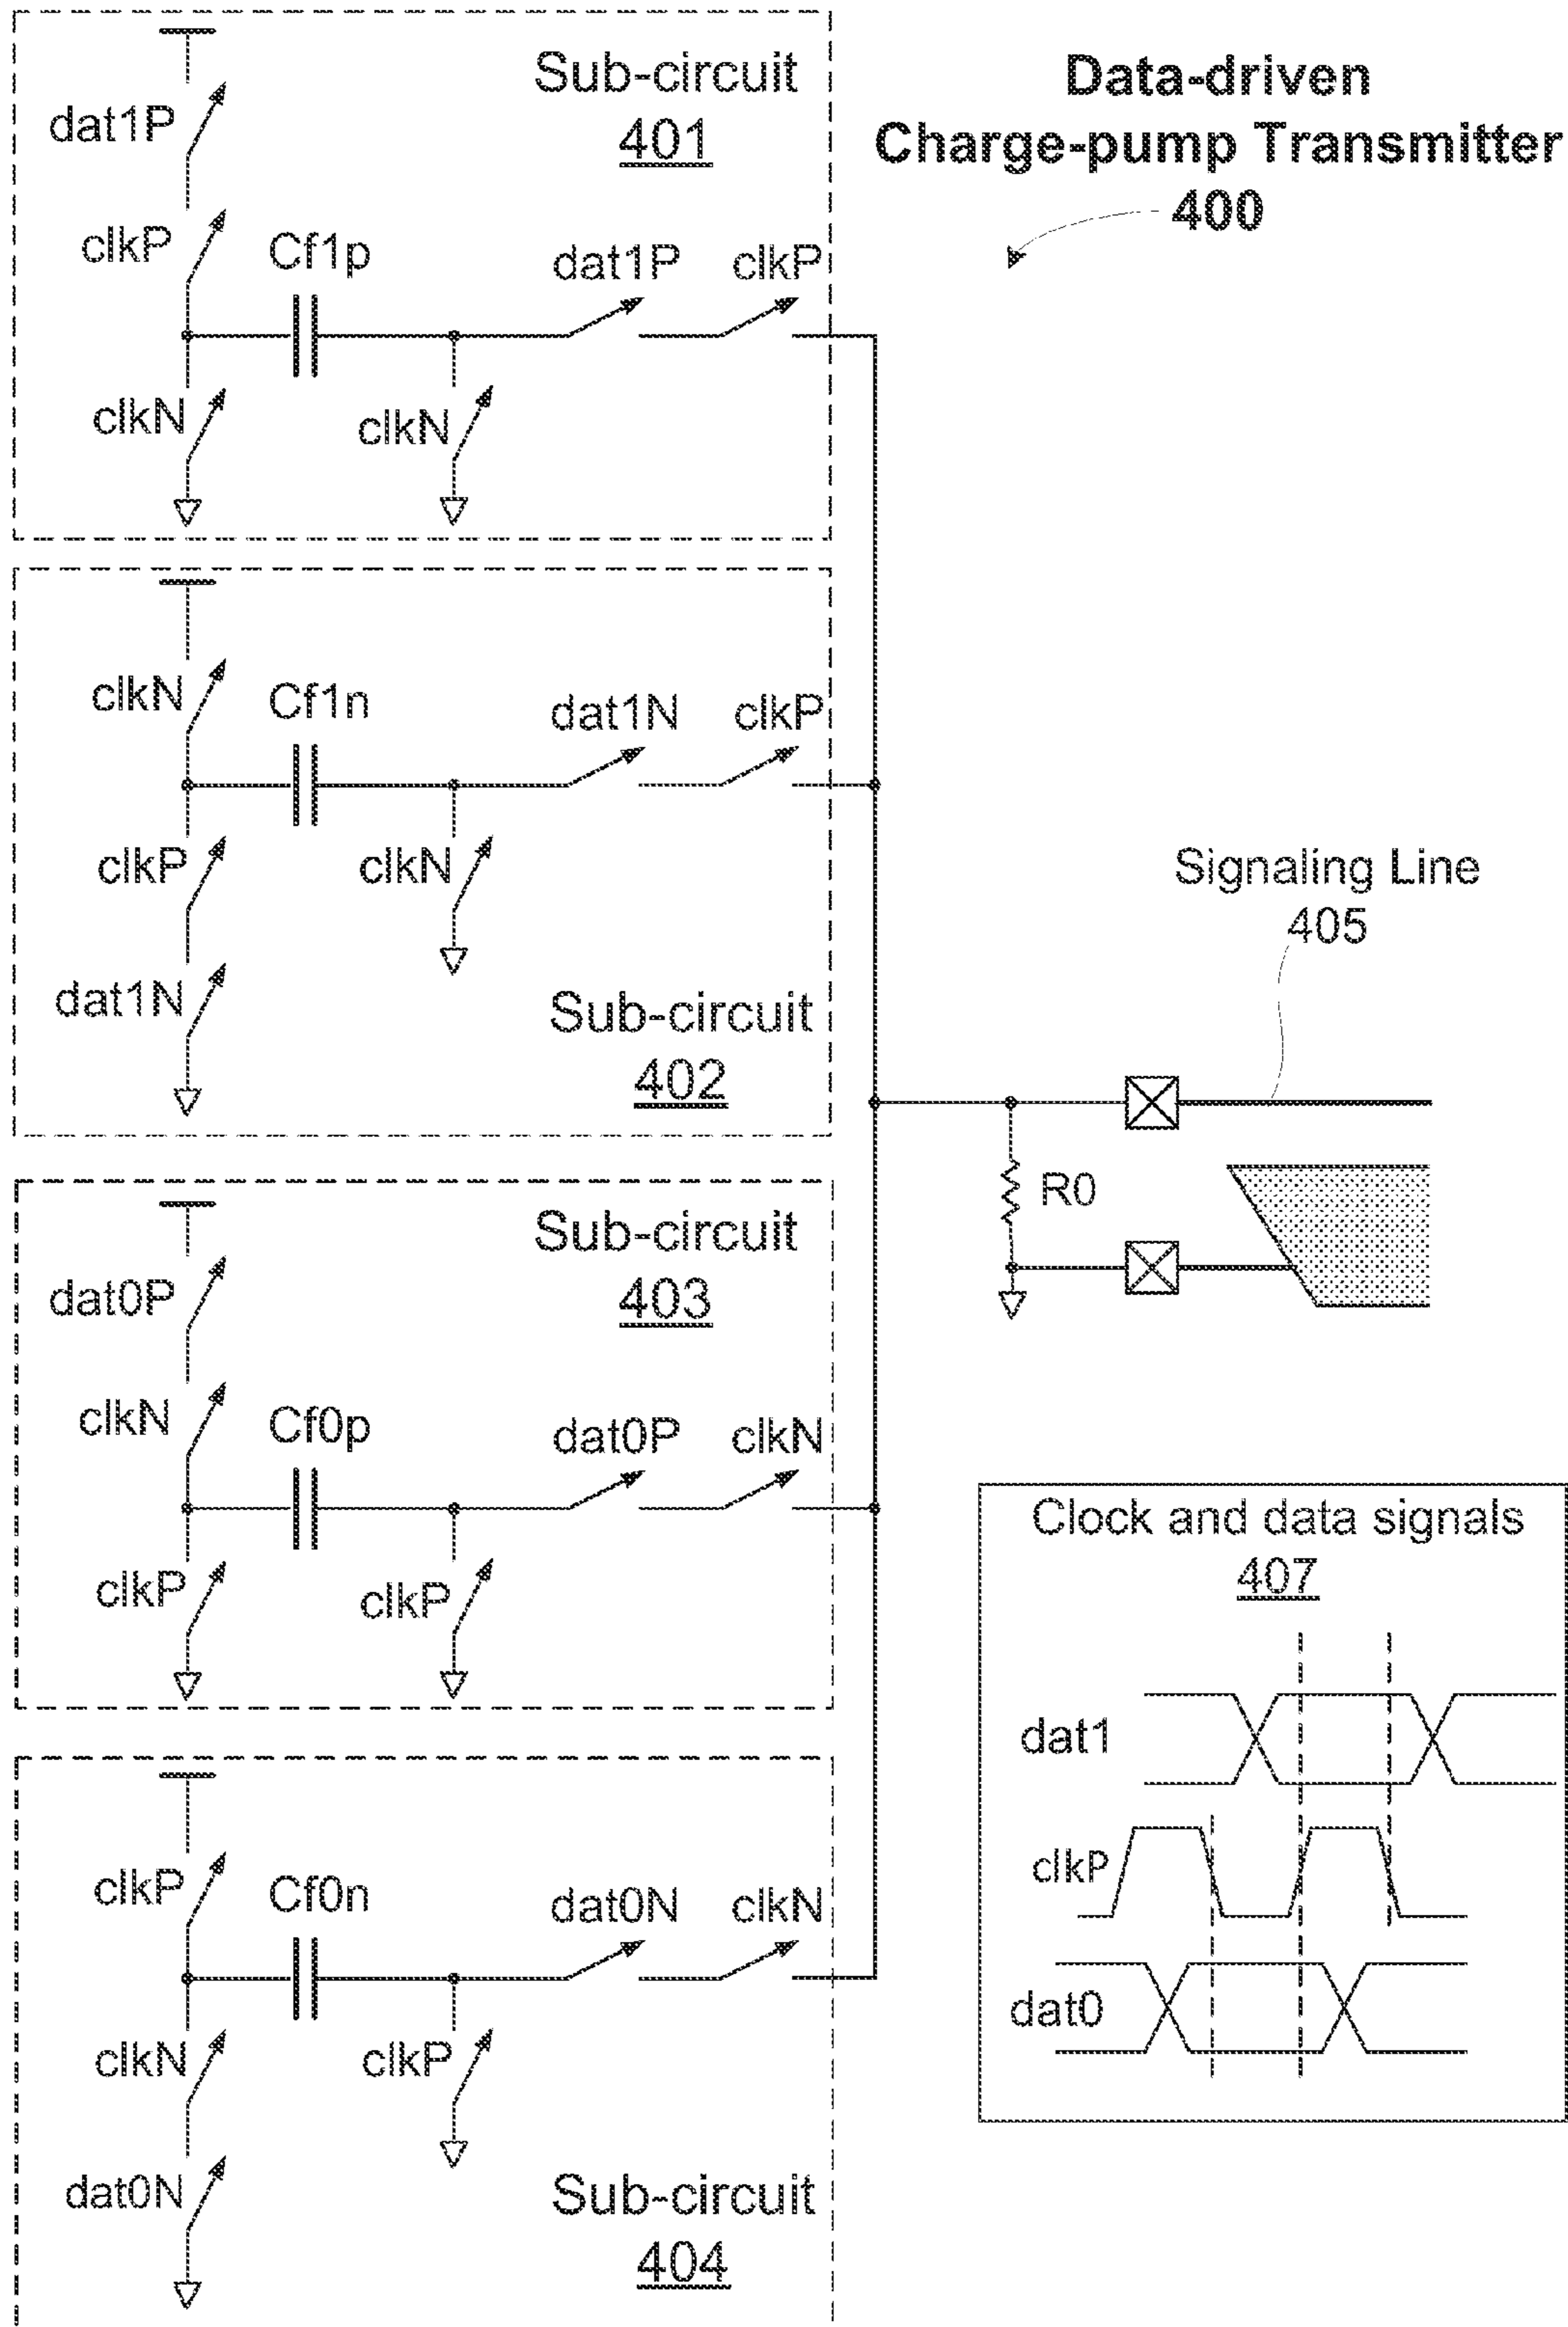 Data-driven
Charge-pump Transmitter
400
Sub-circuit
401
dat1P
clkP
Cf1p
dat1P
clkP
clkN
clkN
clkN
Cf1n
dat1N
clkP
clkP
clkN
dat1N
Sub-circuit
402
Signaling Line
405
R0
Sub-circuit
403
dat0P
clkN
Cf0p
dat0P
clkN
clkP
clkP
clkP
Cf0n
dat0N
clkN
clkN
clkP
dat0N
Sub-circuit
404
Clock and data signals
407
dat1
clkP
dat0